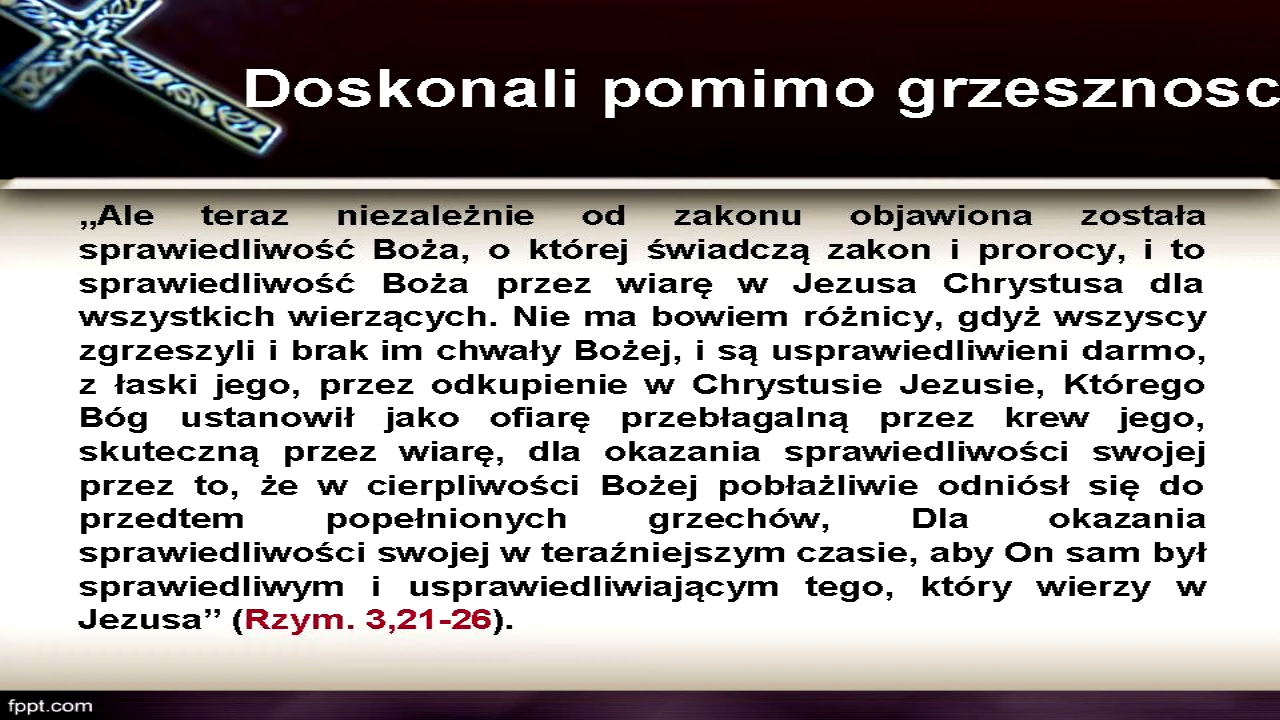 Doskonali pomimo grzesznosc
,,Ale teraz niezależnie od zakonu objawiona została
sprawiedliwość Boża, o której świadczą zakon i prorocy, i to
sprawiedliwość Boża przez wiarę w Jezusa Chrystusa dla
wszystkich wierzących. Nie ma bowiem różnicy, gdyż wszyscy
zgrzeszyli i brak im chwały Bożej, i są usprawiedliwieni darmo,
z łaski jego, przez odkupienie w Chrystusie Jezusie, Którego
Bóg ustanowił jako ofiarę przebłagalną przez krew jego,
skuteczną przez wiarę, dla okazania sprawiedliwości swojej
przez to, że w cierpliwości Bożej pobłażliwie odniósł się do
przedtem popełnionych grzechów, Dla okazania
sprawiedliwości swojej w teraźniejszym czasie, aby On sam był
sprawiedliwym i usprawiedliwiającym tego, który wierzy w
Jezusa” (Rzym. 3,21-26).
fppt.com